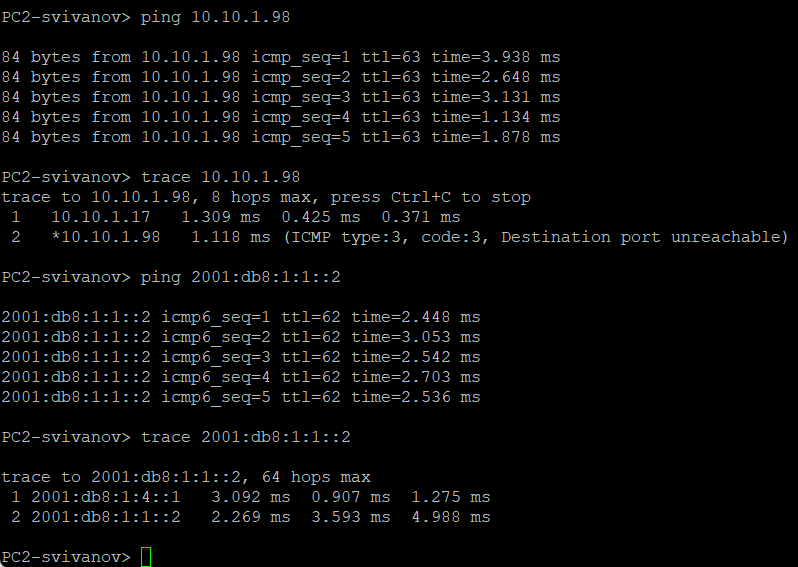 PC2-svivanov> ping 10.10.1.98
84 bytes from 10.10.1.98 icmp_seq=1 ttl=63 time=3.938 ms
84 bytes from 10.10.1.98 icmp_seq=2 ttl=63 time=2.648 ms
84 bytes from 10.10.1.98 icmp_seq=3 ttl=63 time=3.131 ms
84 bytes from 10.10.1.98 icmp_seq=4 ttl=63 time=1.134 ms
84 bytes from 10.10.1.98 icmp_seq=5 ttl=63 time=1.878 ms
PC2-svivanov> trace 10.10.1.98
trace to 10.10.1.98, 8 hops max, press Ctrl+C to stop
1 10.10.1.17 1.309 ms 0.425 ms 0.371 ms
2 *10.10.1.98 1.118 ms (ICMP type:3, code:3, Destination port unreachable)
PC2-svivanov> ping 2001:db8:1:1::2
2001:db8:1:1::2 icmp6_seq=1 ttl=62 time=2.448 ms
2001:db8:1:1::2 icmp6_seq=2 ttl=62 time=3.053 ms
2001:db8:1:1::2 icmp6_seq=3 ttl=62 time=2.542 ms
2001:db8:1:1::2 icmp6_seq=4 ttl=62 time=2.703 ms
2001:db8:1:1::2 icmp6_seq=5 ttl=62 time=2.536 ms
PC2-svivanov> trace 2001:db8:1:1::2
trace to 2001:db8:1:1::2, 64 hops max
1 2001:db8:1:4::1 3.092 ms 0.907 ms 1.275 ms
2 2001:db8:1:1::2 2.269 ms 3.593 ms 4.988 ms
PC2-svivanov>